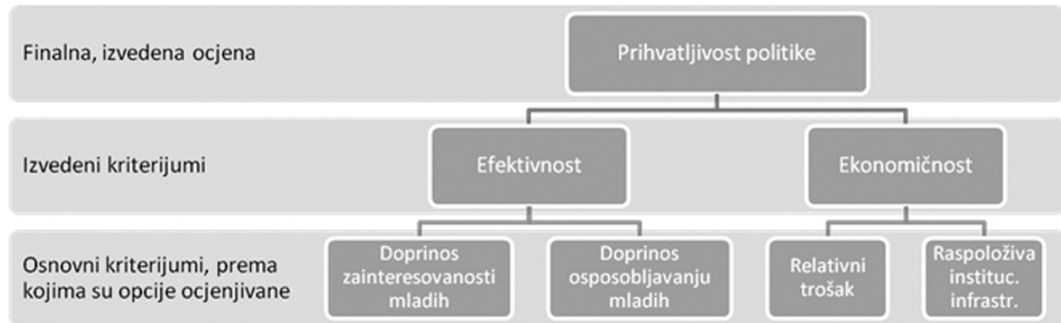 Finalna, izvedena ocjena
Prihvatljivost politike
Izvedeni kriterijumi
Efektivnost
Ekonomičnost
Osnovni kriterijumi, prema
kojima su opcije ocjenjivane
Doprinos
zainteresovanosti
mladih
Doprinos
osposobljavanju
mladih
Relativni
trošak
Raspoloživa
instituc.
infrastr.